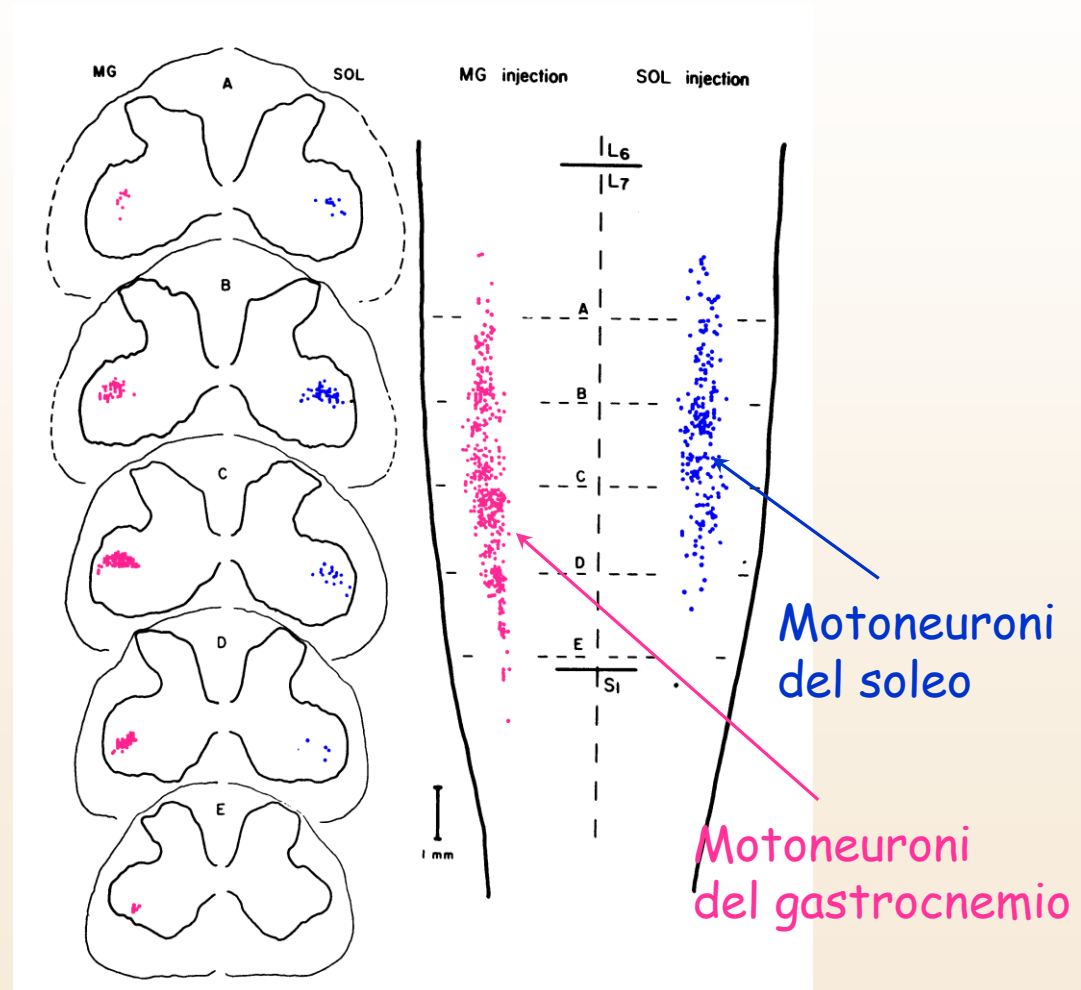 MG
A
SOL
B
C
D
E
MG injection
SOL injection
L6
L7
A
B
C
D
E
S1
1 mm
Motoneuroni
del soleo
Motoneuroni
del gastrocnemio